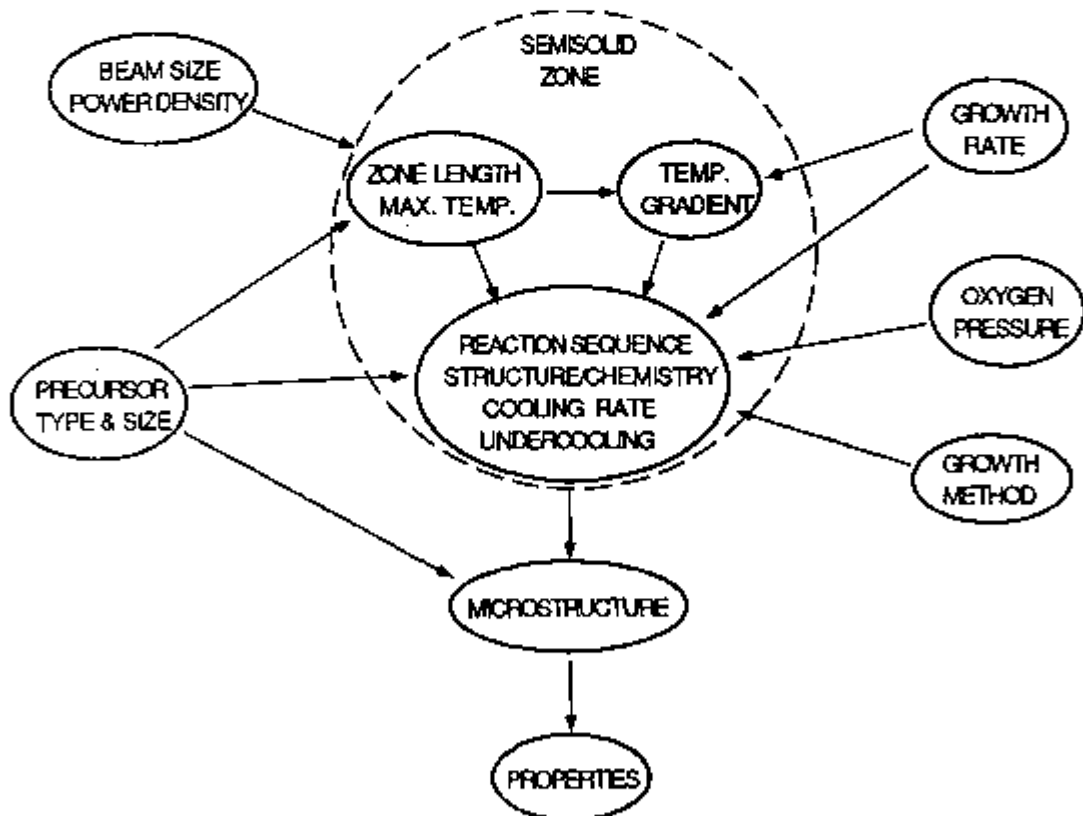 SEMISOLID
ZONE
BEAM SIZE
POWER DENSITY
GROWTH
RATE
ZONE LENGTH
MAX. TEMP.
TEMP.
GRADIENT
OXYGEN
PRESSURE
REACTION SEQUENCE
STRUCTURE/CHEMISTRY
COOLING RATE
UNDERCOOLING
PRECURSOR
TYPE & SIZE
GROWTH
METHOD
MICROSTRUCTURE
PROPERTIES